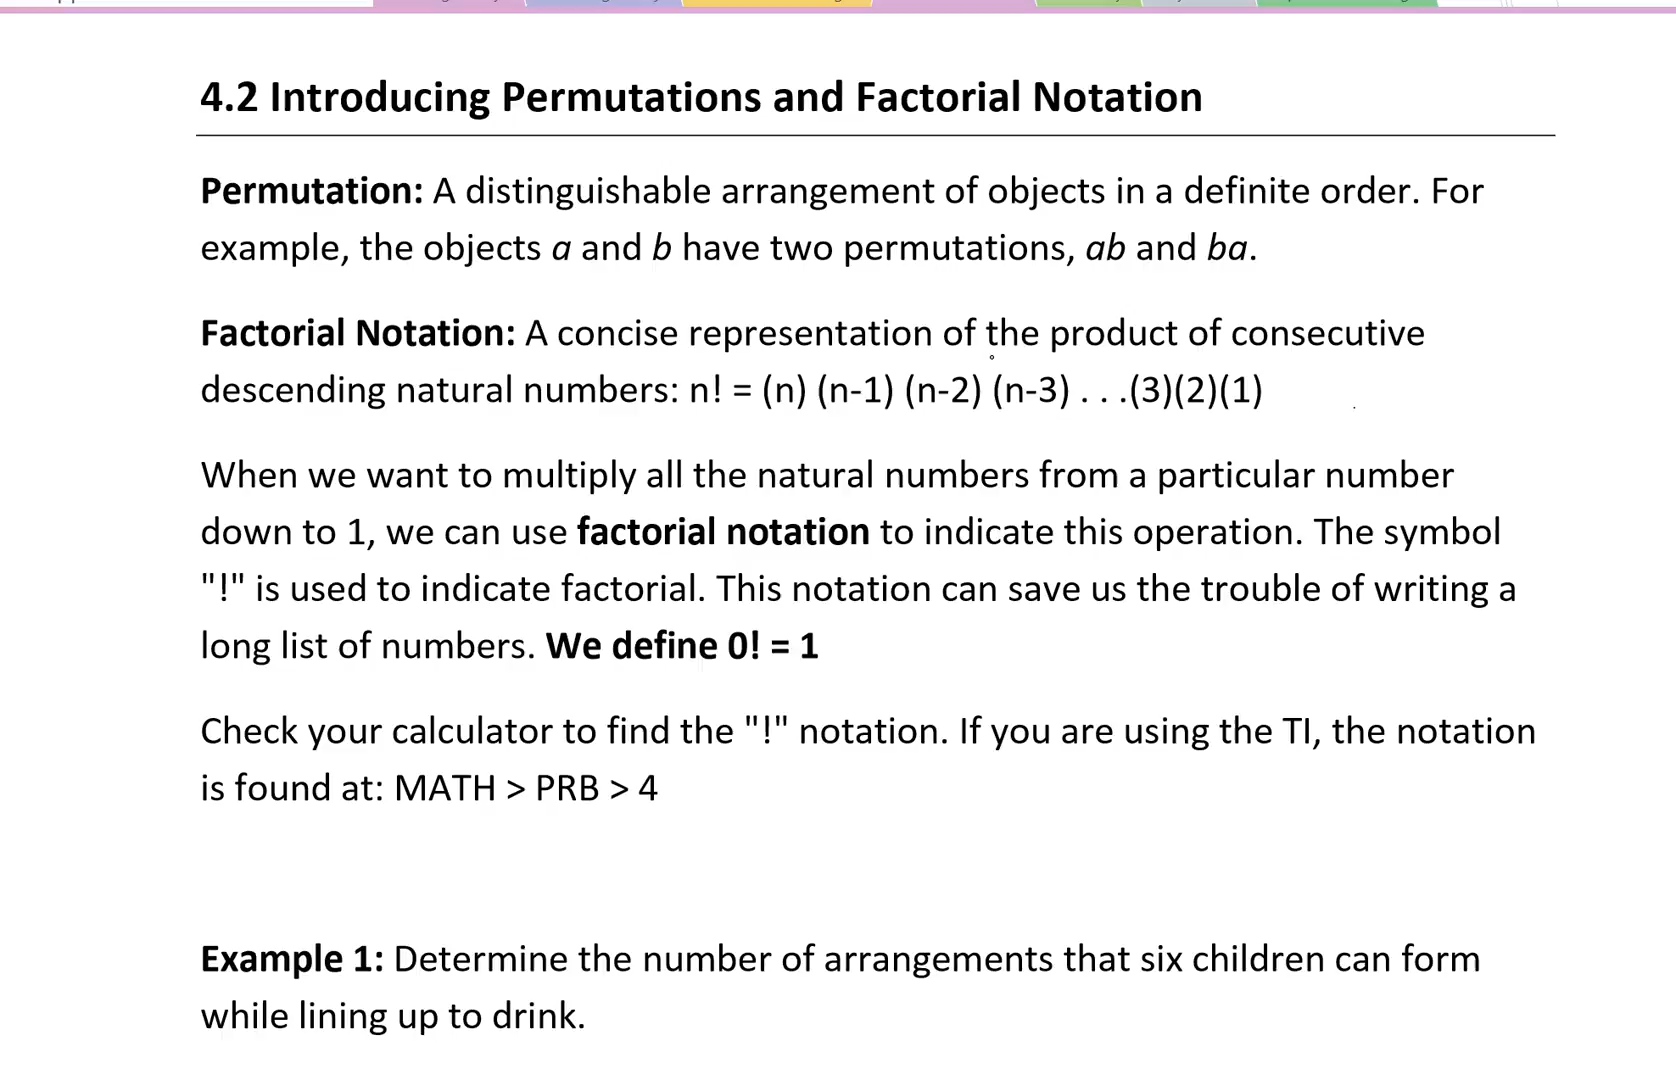 4.2 Introducing Permutations and Factorial Notation
Permutation: A distinguishable arrangement of objects in a definite order. For
example, the objects a and b have two permutations, ab and ba.
Factorial Notation: A concise representation of the product of consecutive
descending natural numbers: n! = (n) (n-1) (n-2) (n-3) . . .(3)(2)(1)
When we want to multiply all the natural numbers from a particular number
down to 1, we can use factorial notation to indicate this operation. The symbol
"!" is used to indicate factorial. This notation can save us the trouble of writing a
long list of numbers. We define 0! = 1
Check your calculator to find the "!" notation. If you are using the TI, the notation
is found at: MATH > PRB > 4
Example 1: Determine the number of arrangements that six children can form
while lining up to drink.